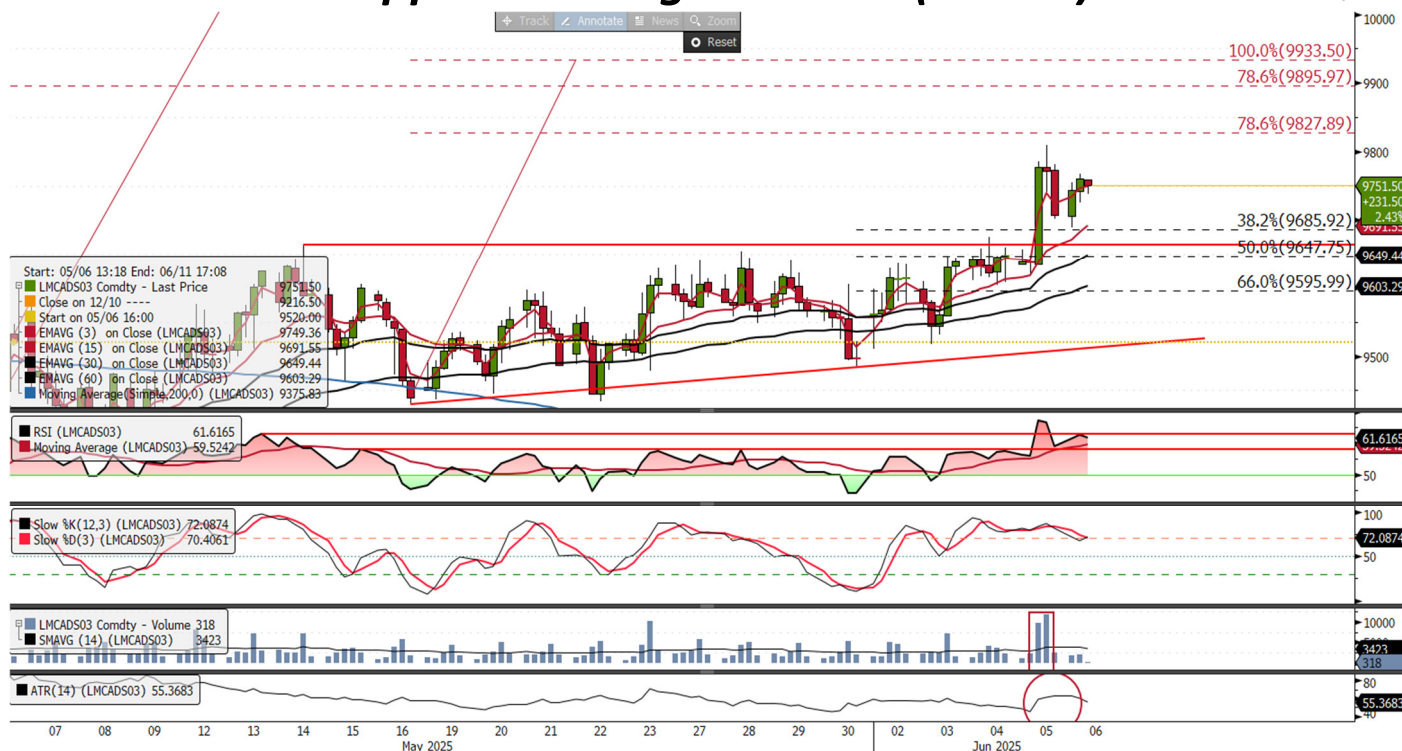 Track Annotate News Zoom
Reset
10000
100.0%(9933.50)
78.6%(9895.97)
9900
78.6%(9827.89)
9800
9751.50
+231.50
2.43%
38.2%(9685.92)
9691.55
50.0%(9647.75)
9649.44
66.0%(9595.99)
9603.29
9500
Start: 05/06 13:18 End: 06/11 17:08
LMCADS03 Comdty - Last Price 9751.50
Close on 12/10 ---- 9216.50
Start on 05/06 16:00 9520.00
EMAVG (3) on Close (LMCADS03) 9749.36
EMAVG (15) on Close (LMCADS03) 9691.55
EMAVG (30) on Close (LMCADS03) 9649.44
EMAVG (60) on Close (LMCADS03) 9603.29
Moving Average(Simple,200,0) (LMCADS03) 9375.83
RSI (LMCADS03) 61.6165
Moving Average (LMCADS03) 59.5242
61.6165
59.5242
50
Slow %K(12,3) (LMCADS03) 72.0874
Slow %D(3) (LMCADS03) 70.4061
100
72.0874
50
LMCADS03 Comdty - Volume 318
SMAVG (14) (LMCADS03) 3423
10000
3423
318
ATR(14) (LMCADS03) 55.3683
80
55.3683
40
07 08 09 12 13 14 15 16 19 20 21 22 23 26 27 28 29 30 02 03 04 05 06
May 2025 Jun 2025